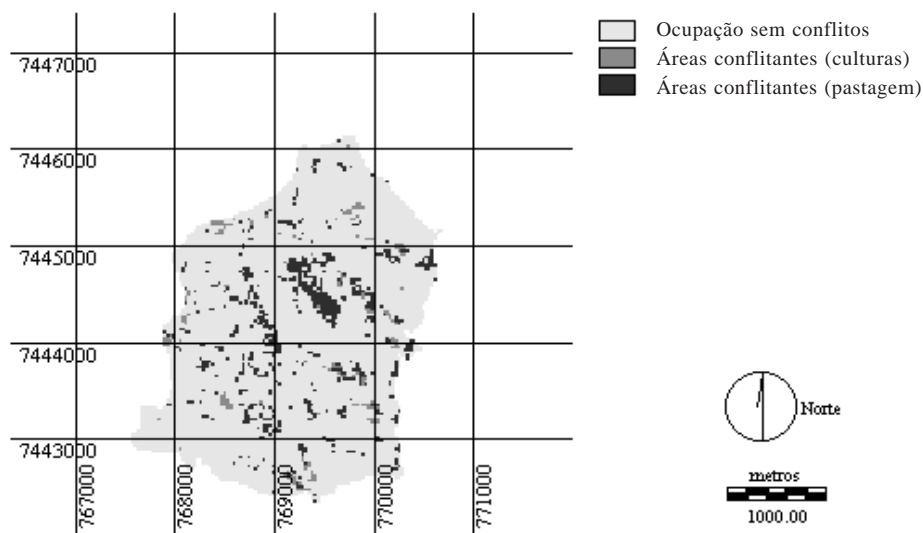 Ocupação sem conflitos
Áreas conflitantes (culturas)
Áreas conflitantes (pastagem)
7447000
7446000
7445000
7444000
7443000
767000
768000
769000
770000
771000
Norte
metros
1000.00